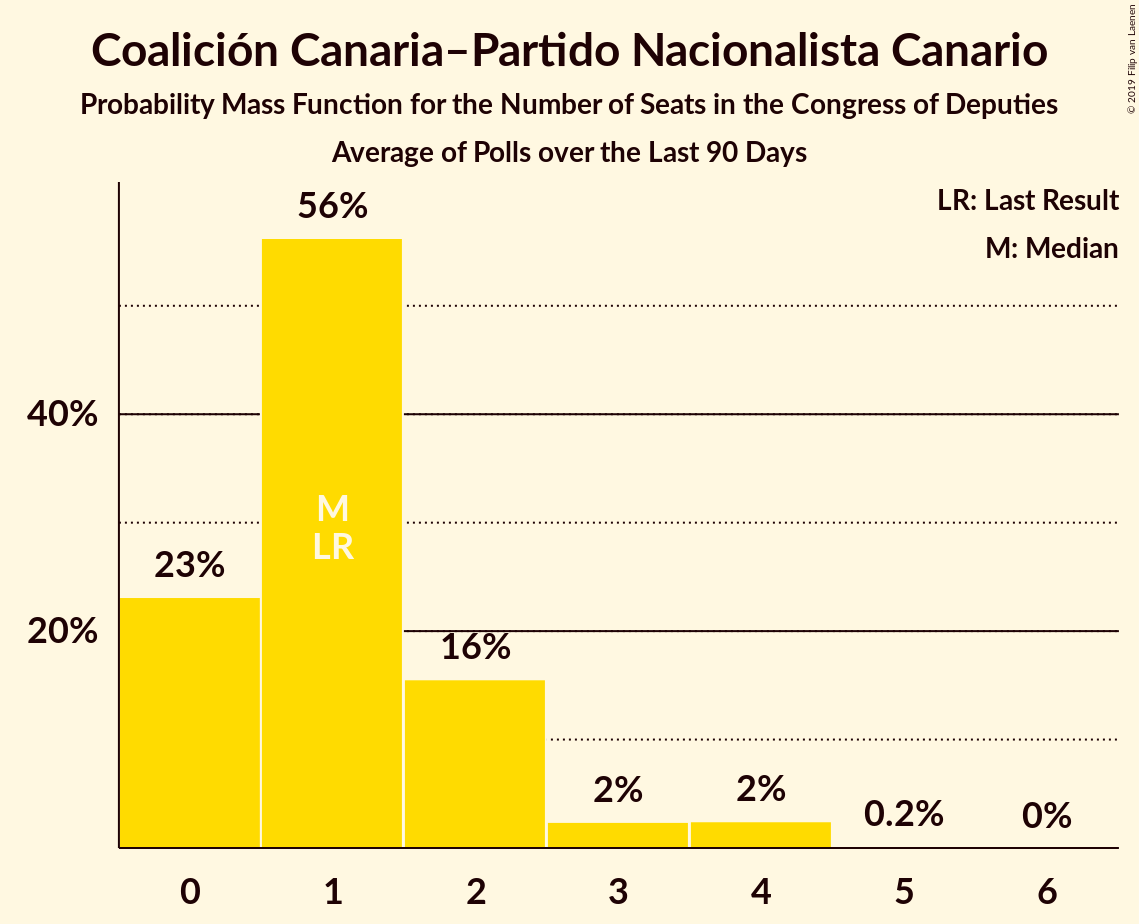 Coalición Canaria–Partido Nacionalista Canario
Probability Mass Function for the Number of Seats in the Congress of Deputies
Average of Polls over the Last 90 Days
© 2019 Filip van Laenen
LR: Last Result
M: Median
56%
40%
M
LR
23%
20%
16%
2%
2%
0.2%
0%
0 1 2 3 4 5 6